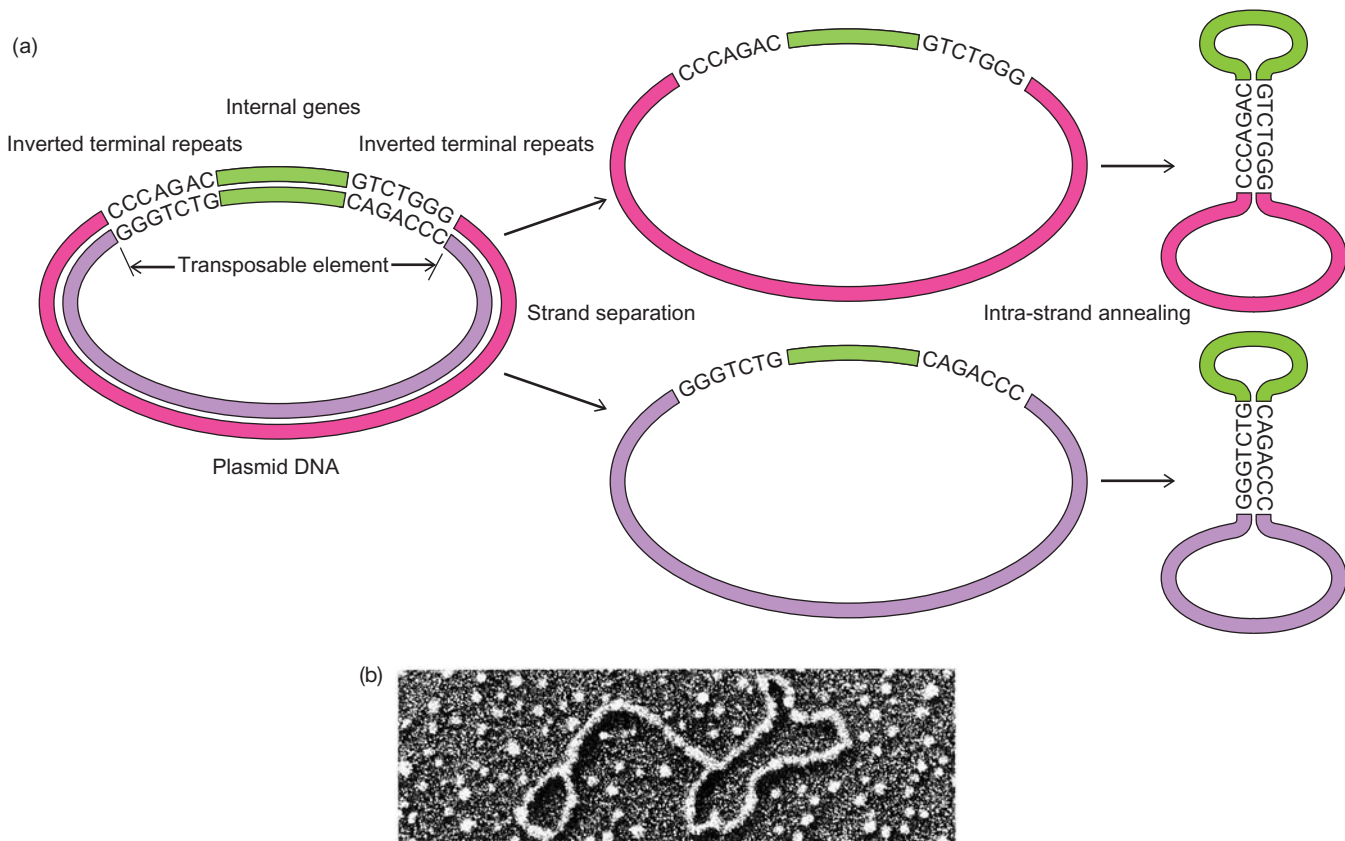 (a)
Internal genes
Inverted terminal repeats
Inverted terminal repeats
CCCAGAC
GTCTGGG
GGGTCTG
CAGACCC
Transposable element
Plasmid DNA
Strand separation
CCCAGAC
GTCTGGG
GGGTCTG
CAGACCC
Intra-strand annealing
CCCAGAC
GTCTGGG
GGGTCTG
CAGACCC
(b)